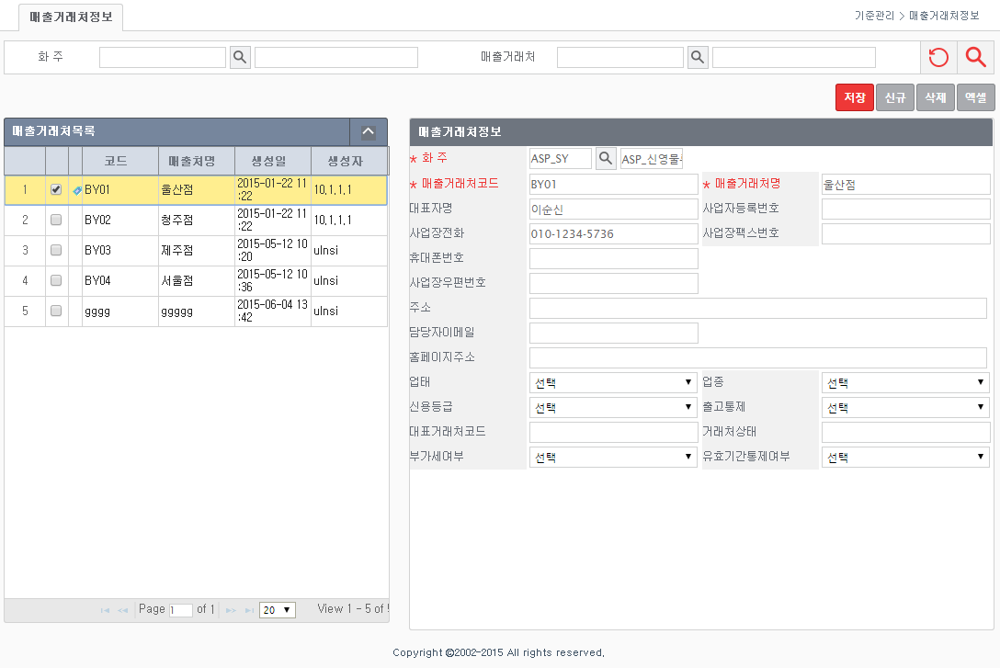 매출거래처정보
기준관리 > 매출거래처정보
화 주 매출거래처
저장 신규 삭제 엑셀
매출거래처목록
코드 매출처명 생성일 생성자
1 BY01 울산점 2015-01-22 11:22 10.1.1.1
2 BY02 청주점 2015-01-22 11:22 10.1.1.1
3 BY03 제주점 2015-05-12 10:20 ulnsi
4 BY04 서울점 2015-05-12 10:36 ulnsi
5 gggg ggggg 2015-06-04 13:42 ulnsi
Page 1 of 1 20 View 1 - 5 of
매출거래처정보
* 화 주 ASP_SY ASP_신영물
* 매출거래처코드 BY01 * 매출거래처명 울산점
대표자명 이순신 사업자등록번호
사업장전화 010-1234-5736 사업장팩스번호
휴대폰번호
사업장우편번호
주소
담당자이메일
홈페이지주소
업태 선택 업종 선택
신용등급 선택 출고통제 선택
대표거래처코드 거래처상태
부가세여부 선택 유효기간통제여부 선택
Copyright ©2002-2015 All rights reserved.